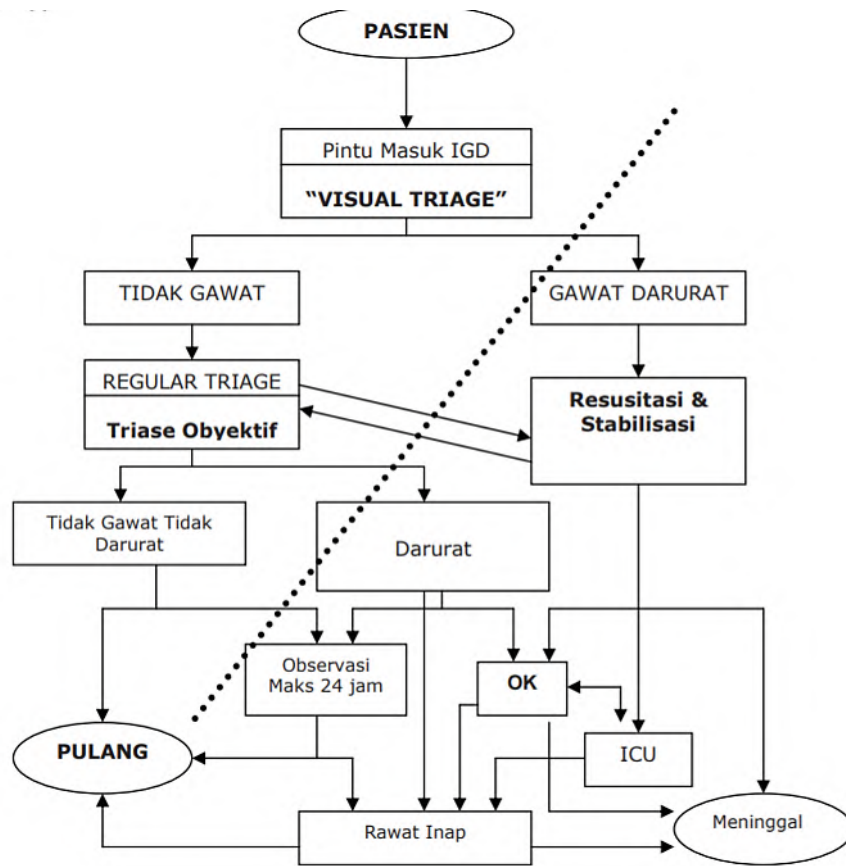 PASIEN
Pintu Masuk IGD
“VISUAL TRIAGE”
TIDAK GAWAT
GAWAT DARURAT
REGULAR TRIAGE
Triase Obyektif
Resusitasi &
Stabilisasi
Tidak Gawat Tidak
Darurat
Darurat
Observasi
Maks 24 jam
OK
PULANG
ICU
Rawat Inap
Meninggal